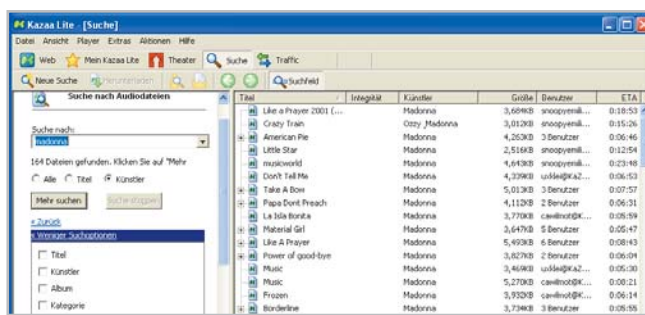 Kazaa Lite - [Suche]
Datei Ansicht Player Extras Aktionen Hilfe
Web Mein Kazaa Lite Theater Suche Traffic
Neue Suche Herunterladen Suchfeld
Suche nach Audiodateien
Suche nach:
madonna
164 Dateien gefunden. Klicken Sie auf "Mehr
Alle Titel Künstler
Mehr suchen Suche stoppen
« Zurück
« Weniger Suchoptionen
Titel
Künstler
Album
Kategorie
Titel Integrität Künstler Größe Benutzer ETA
Like a Prayer 2001 (... Madonna 3,684KB snoopyemili... 0:18:53
Crazy Train Ozzy_Madonna 3,012KB snoopyemili... 0:15:26
American Pie Madonna 4,263KB 3 Benutzer 0:06:46
Little Star Madonna 2,516KB snoopyemili... 0:12:54
musicworld Madonna 4,643KB snoopyemili... 0:23:48
Don't Tell Me Madonna 4,339KB 0:06:53
Take A Bow Madonna 5,013KB 3 Benutzer 0:07:57
Papa Dont Preach Madonna 4,112KB 2 Benutzer 0:06:31
La Isla Bonita Madonna 3,770KB cawilmot@K... 0:05:59
Material Girl Madonna 3,647KB 5 Benutzer 0:05:47
Like A Prayer Madonna 5,493KB 6 Benutzer 0:08:43
Power of good-bye Madonna 3,827KB 2 Benutzer 0:06:04
Music Madonna 3,469KB 0:05:30
Music Madonna 5,270KB cawilmot@K... 0:08:21
Frozen Madonna 3,932KB cawilmot@K... 0:06:14
Borderline Madonna 3,734KB 3 Benutzer 0:05:55